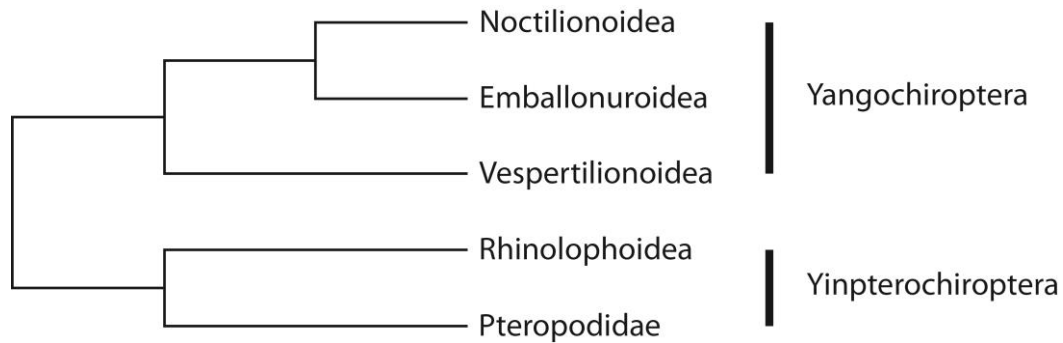 Noctilionoidea
Emballonuroidea
Yangochiroptera
Vespertilionoidea
Rhinolophoidea
Yinpterochiroptera
Pteropodidae